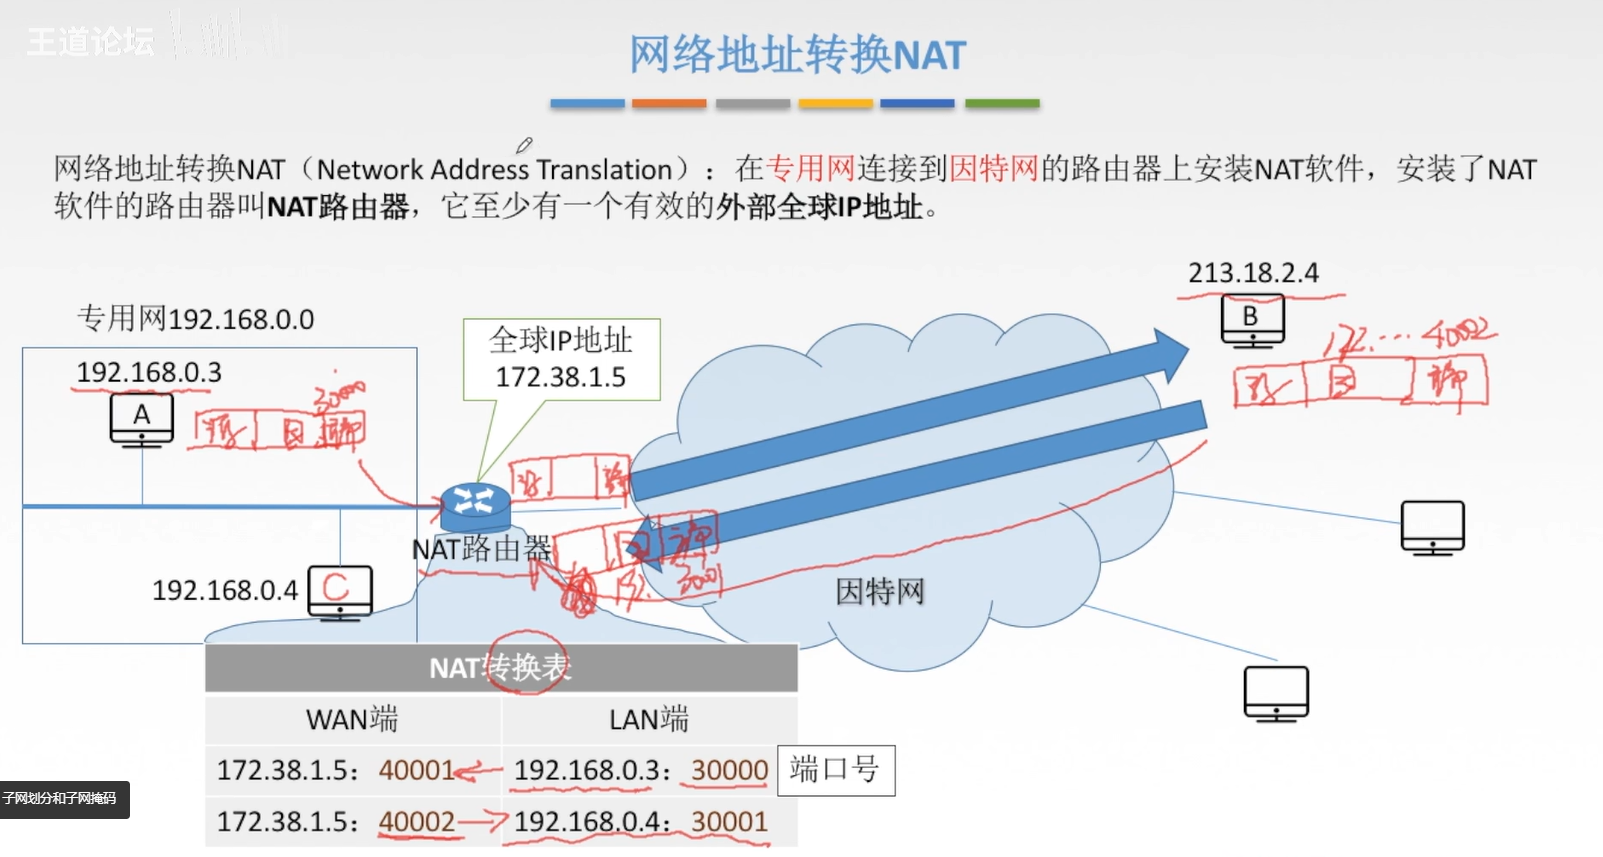 王道论坛
网络地址转换NAT
网络地址转换NAT（Network Address Translation）：在专用网连接到因特网的路由器上安装NAT软件，安装了NAT
软件的路由器叫NAT路由器，它至少有一个有效的外部全球IP地址。
213.18.2.4
B
172.... 40002
目
专用网192.168.0.0
192.168.0.3
A
30000
目
全球IP地址
172.38.1.5
NAT路由器
192.168.0.4
C
因特网
NAT转换表
WAN端 LAN端
172.38.1.5：40001 192.168.0.3：30000 端口号
172.38.1.5：40002 192.168.0.4：30001
子网划分和子网掩码